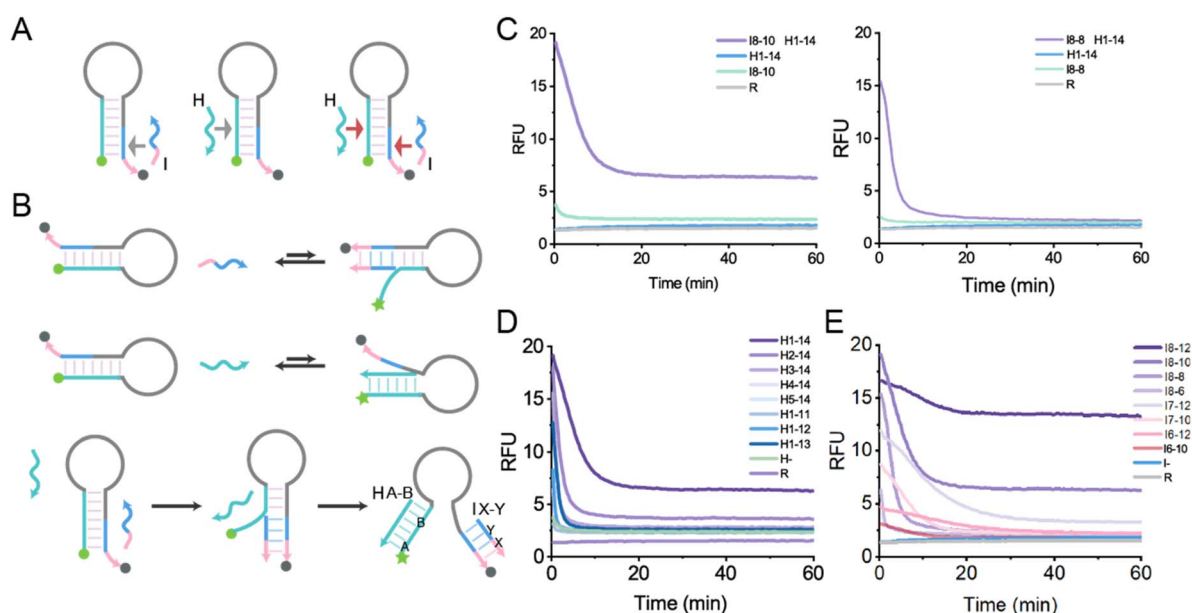 A
H
H
I
B
HA-B
B
A
IX-Y
Y
X
C
RFU
20
15
10
5
0
I8-10 H1-14
H1-14
I8-10
R
0 20 40 60
Time (min)
RFU
20
15
10
5
0
I8-8 H1-14
H1-14
I8-8
R
0 20 40 60
Time (min)
D
RFU
20
15
10
5
0
H1-14
H2-14
H3-14
H4-14
H5-14
H1-11
H1-12
H1-13
H-
R
0 20 40 60
Time (min)
E
RFU
20
15
10
5
0
I8-12
I8-10
I8-8
I8-6
I7-12
I7-10
I6-12
I6-10
I-
R
0 20 40 60
Time (min)